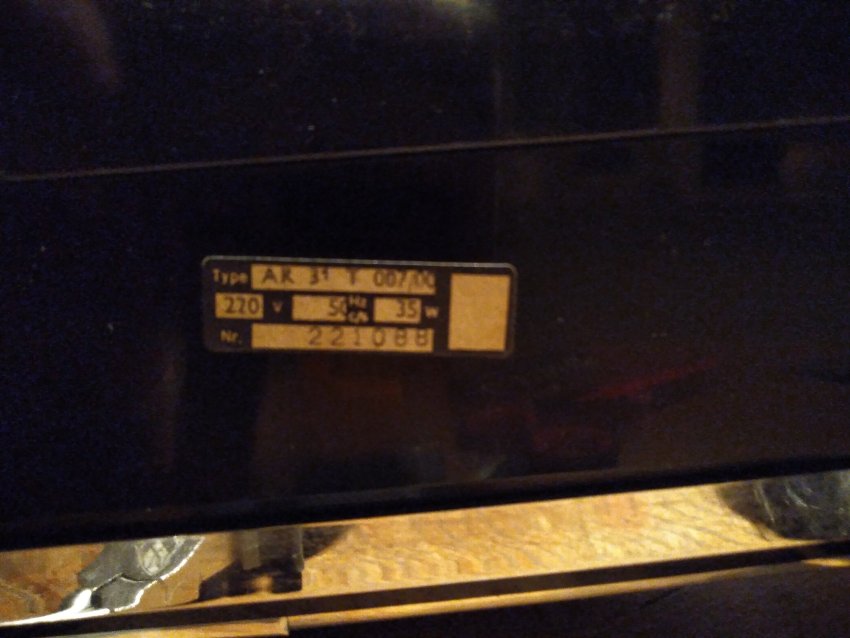 Type AR 31 T 007/00
220 V 50 Hz c/s 35 W
Nr. 221088